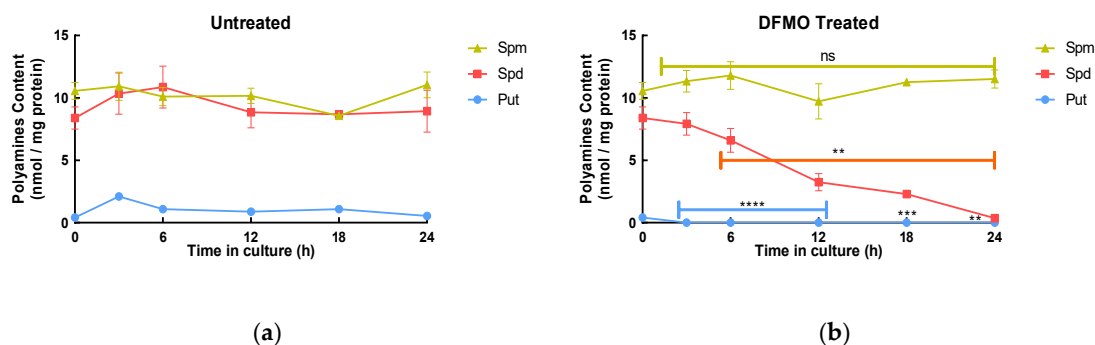 Untreated
Polyamines Content
(nmol / mg protein)
15
10
5
0
0 6 12 18 24
Time in culture (h)
Spm
Spd
Put
(a)
DFMO Treated
Polyamines Content
(nmol / mg protein)
15
10
5
0
ns
**
****
***
**
0 6 12 18 24
Time in culture (h)
Spm
Spd
Put
(b)